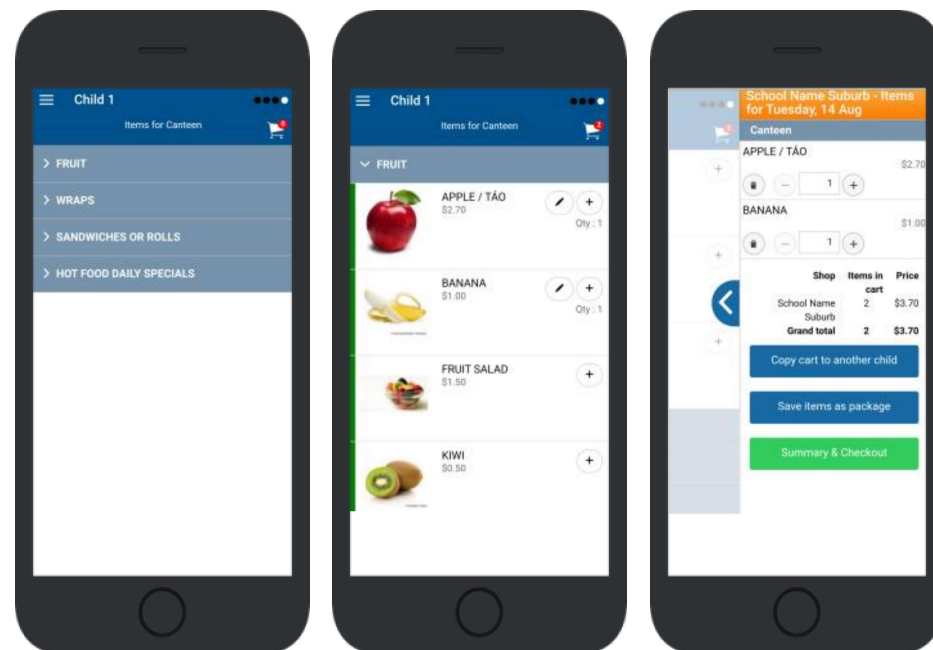 Child 1
Items for Canteen
FRUIT
WRAPS
SANDWICHES OR ROLLS
HOT FOOD DAILY SPECIALS
Child 1
Items for Canteen
2
FRUIT
APPLE / TÁO
$2.70
Qty : 1
BANANA
$1.00
Qty : 1
FRUIT SALAD
$1.50
KIWI
$0.50
School Name Suburb - Items
for Tuesday, 14 Aug
Canteen
APPLE / TÁO
$2.70
1
BANANA
$1.00
1
Shop Items in Price
cart
School Name 2 $3.70
Suburb
Grand total 2 $3.70
Copy cart to another child
Save items as package
Summary & Checkout